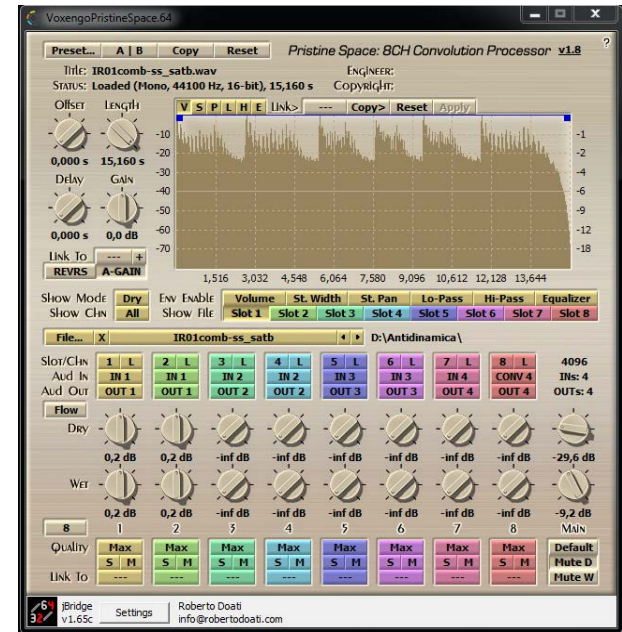 VoxengoPristineSpace.64
Preset... A | B Copy Reset Pristine Space: 8CH Convolution Processor v1.8 ?
Title: IR01comb-ss_satb.wav Engineer:
Status: Loaded (Mono, 44100 Hz, 16-bit), 15,160 s Copyright:
Offset Length V S P L H E Link> --- Copy> Reset Apply
-10 -1
-20 -2
0,000 s 15,160 s
-30 -4
Delay Gain
-40 -6
-50 -9
0,000 s 0,0 dB -60 -12
-70 -18
Link To --- +
REVRS A-GAIN
1,516 3,032 4,548 6,064 7,580 9,096 10,612 12,128 13,644
Show Mode Dry Env Enable Volume St. Width St. Pan Lo-Pass Hi-Pass Equalizer
Show Chn All Show File Slot 1 Slot 2 Slot 3 Slot 4 Slot 5 Slot 6 Slot 7 Slot 8
File... X IR01comb-ss_satb D:\Antidinamica\
Slot/Chn 1 L 2 L 3 L 4 L 5 L 6 L 7 L 8 L 4096
Aud In IN 1 IN 1 IN 2 IN 2 IN 3 IN 3 IN 4 CONV 4 INs: 4
Aud Out OUT 1 OUT 1 OUT 2 OUT 2 OUT 3 OUT 3 OUT 4 OUT 4 OUTs: 4
Flow
Dry
0,2 dB 0,2 dB -inf dB -inf dB -inf dB -inf dB -inf dB -inf dB -29,6 dB
Wet
0,2 dB 0,2 dB -inf dB -inf dB -inf dB -inf dB -inf dB -inf dB -9,2 dB
8 1 2 3 4 5 6 7 8 Main
Quality Max Max Max Max Max Max Max Max Default
S M S M S M S M S M S M S M S M Mute D
Link To --- --- --- --- --- --- --- --- Mute W
64 jBridge Settings Roberto Doati
32 v1.65c info@robertodoati.com